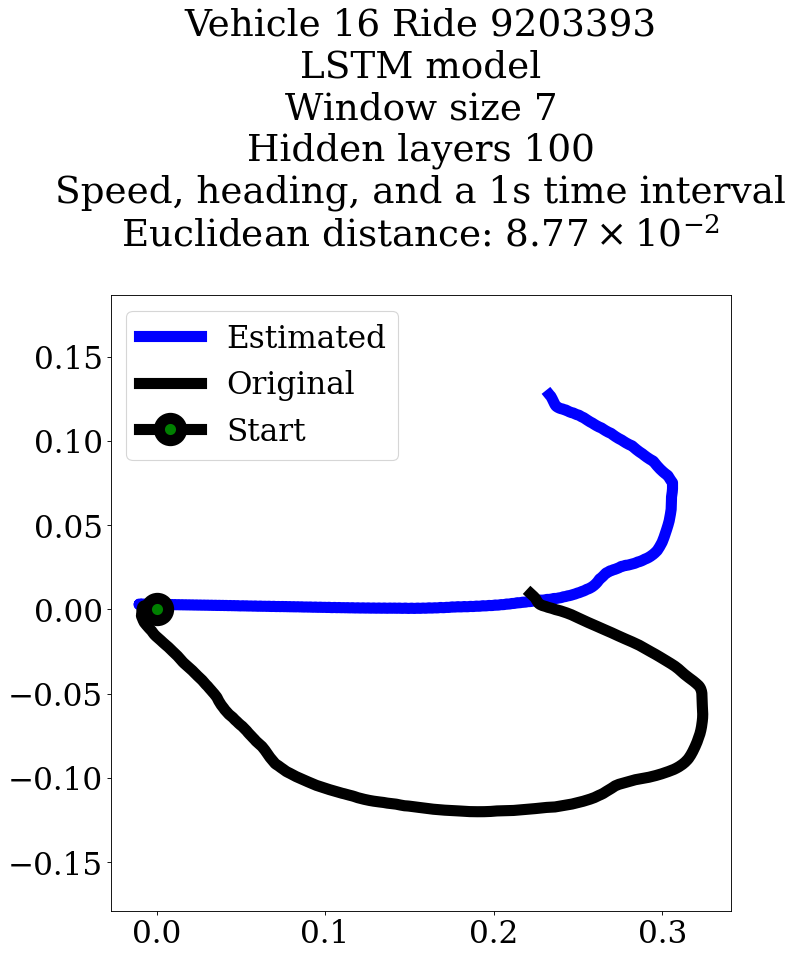 Vehicle 16 Ride 9203393
LSTM model
Window size 7
Hidden layers 100
Speed, heading, and a 1s time interval
Euclidean distance: 8.77 × 10⁻²
Estimated
Original
Start
0.15
0.10
0.05
0.00
−0.05
−0.10
−0.15
0.0 0.1 0.2 0.3